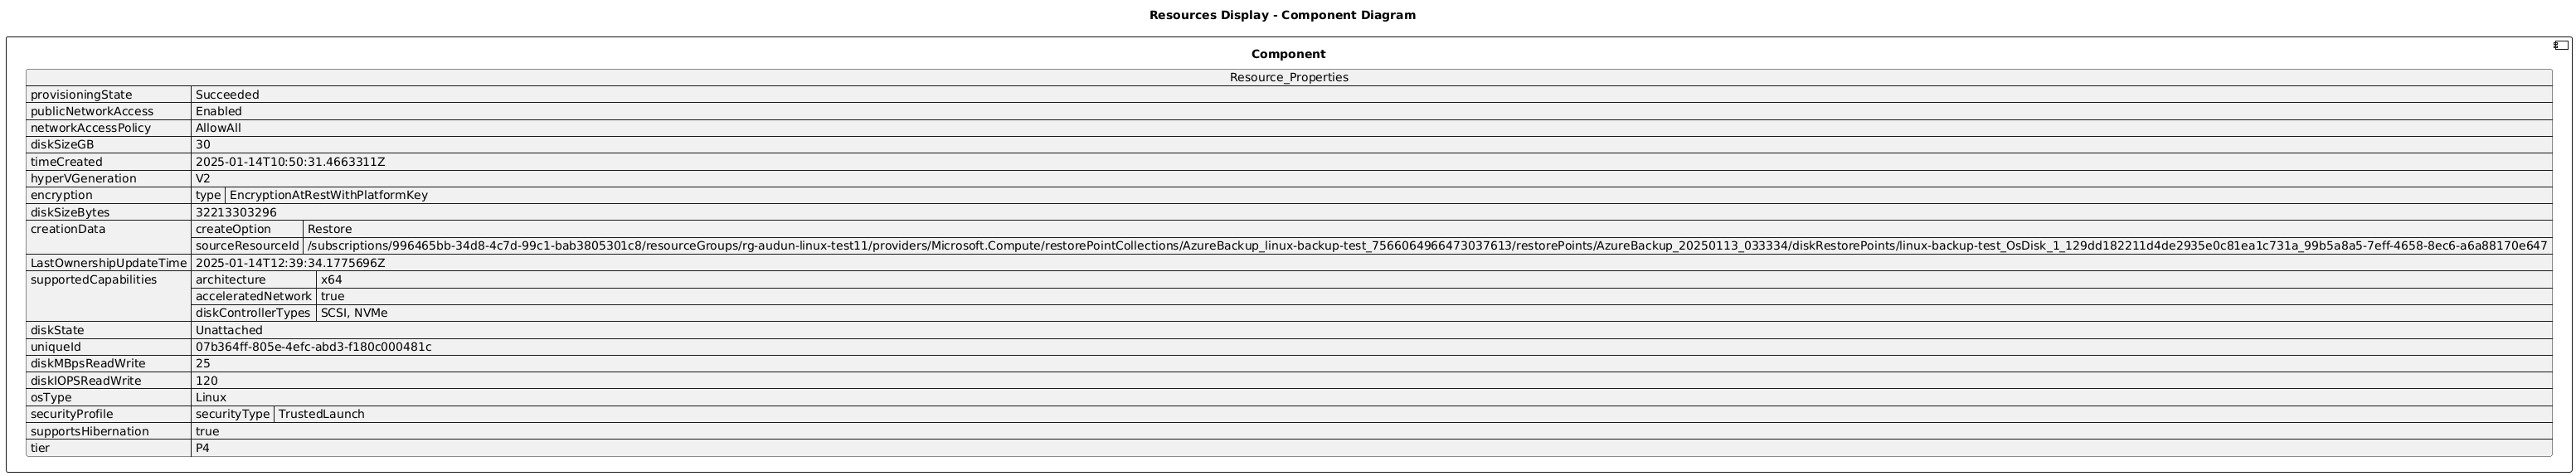 Resources Display - Component Diagram
Component
Resource_Properties
provisioningState Succeeded
publicNetworkAccess Enabled
networkAccessPolicy AllowAll
diskSizeGB 30
timeCreated 2025-01-14T10:50:31.4663311Z
hyperVGeneration V2
encryption type EncryptionAtRestWithPlatformKey
diskSizeBytes 32213303296
creationData createOption Restore
sourceResourceId /subscriptions/996465bb-34d8-4c7d-99c1-bab3805301c8/resourceGroups/rg-audun-linux-test11/providers/Microsoft.Compute/restorePointCollections/AzureBackup_linux-backup-test_7566064966473037613/restorePoints/AzureBackup_20250113_033334/diskRestorePoints/linux-backup-test_OsDisk_1_129dd182211d4de2935e0c81ea1c731a_99b5a8a5-7eff-4658-8ec6-a6a88170e647
LastOwnershipUpdateTime 2025-01-14T12:39:34.1775696Z
supportedCapabilities architecture x64
acceleratedNetwork true
diskControllerTypes SCSI, NVMe
diskState Unattached
uniqueId 07b364ff-805e-4efc-abd3-f180c000481c
diskMBpsReadWrite 25
diskIOPSReadWrite 120
osType Linux
securityProfile securityType TrustedLaunch
supportsHibernation true
tier P4